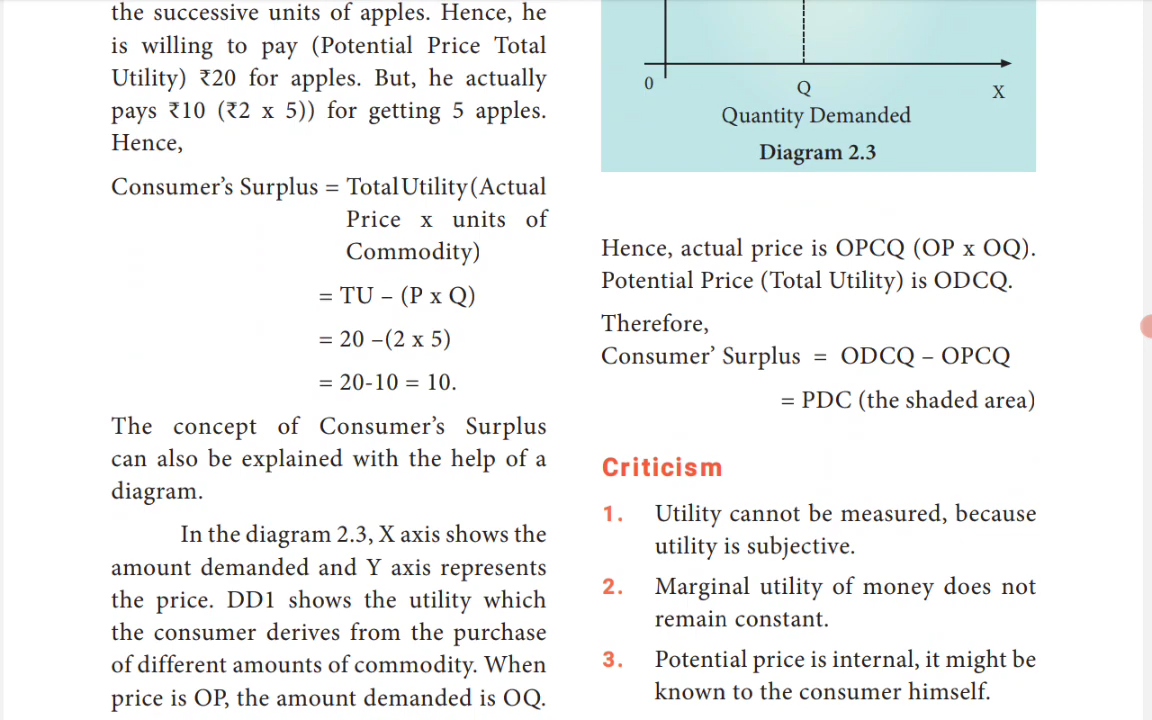 the successive units of apples. Hence, he
is willing to pay (Potential Price Total
Utility) ₹20 for apples. But, he actually
pays ₹10 (₹2 x 5)) for getting 5 apples.
Hence,
Consumer’s Surplus = Total Utility (Actual
Price x units of
Commodity)
= TU – (P x Q)
= 20 –(2 x 5)
= 20-10 = 10.
The concept of Consumer’s Surplus
can also be explained with the help of a
diagram.
In the diagram 2.3, X axis shows the
amount demanded and Y axis represents
the price. DD1 shows the utility which
the consumer derives from the purchase
of different amounts of commodity. When
price is OP, the amount demanded is OQ.
0
Q
X
Quantity Demanded
Diagram 2.3
Hence, actual price is OPCQ (OP x OQ).
Potential Price (Total Utility) is ODCQ.
Therefore,
Consumer’ Surplus = ODCQ – OPCQ
= PDC (the shaded area)
Criticism
1. Utility cannot be measured, because
utility is subjective.
2. Marginal utility of money does not
remain constant.
3. Potential price is internal, it might be
known to the consumer himself.